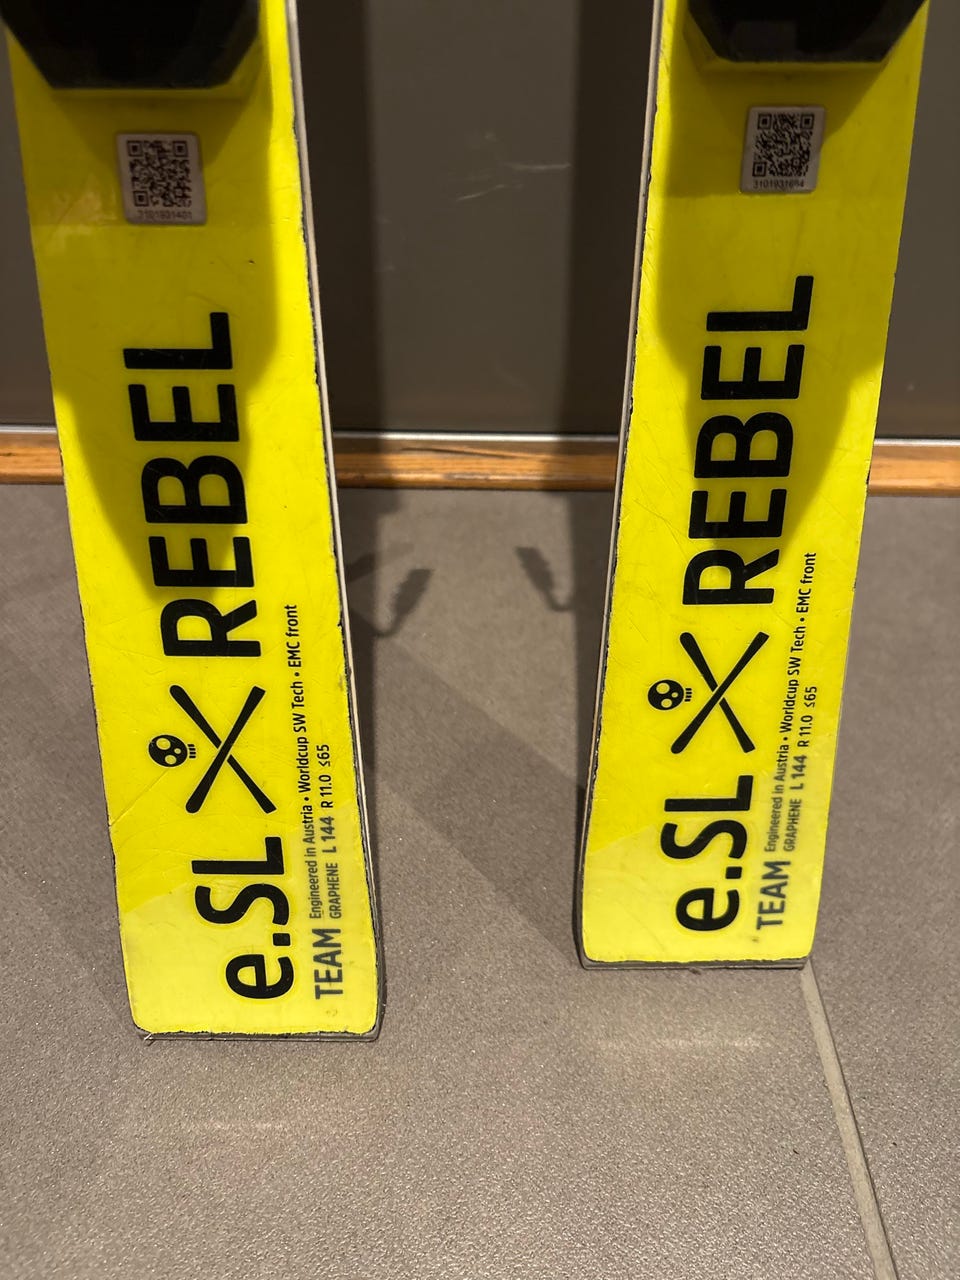 3101931401
e.SL REBEL
TEAM Engineered in Austria • Worldcup SW Tech • EMC front
GRAPHENE L 144 R 11.0 ≤65
3101931694
e.SL REBEL
TEAM Engineered in Austria • Worldcup SW Tech • EMC front
GRAPHENE L 144 R 11.0 ≤65